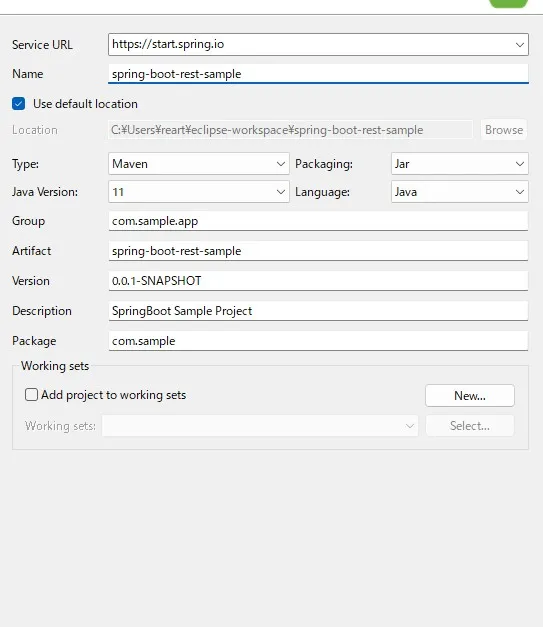 Service URL https://start.spring.io
Name spring-boot-rest-sample
Use default location
Location C:¥Users¥reart¥eclipse-workspace¥spring-boot-rest-sample Browse
Type: Maven Packaging: Jar
Java Version: 11 Language: Java
Group com.sample.app
Artifact spring-boot-rest-sample
Version 0.0.1-SNAPSHOT
Description SpringBoot Sample Project
Package com.sample
Working sets
Add project to working sets New...
Working sets: Select...